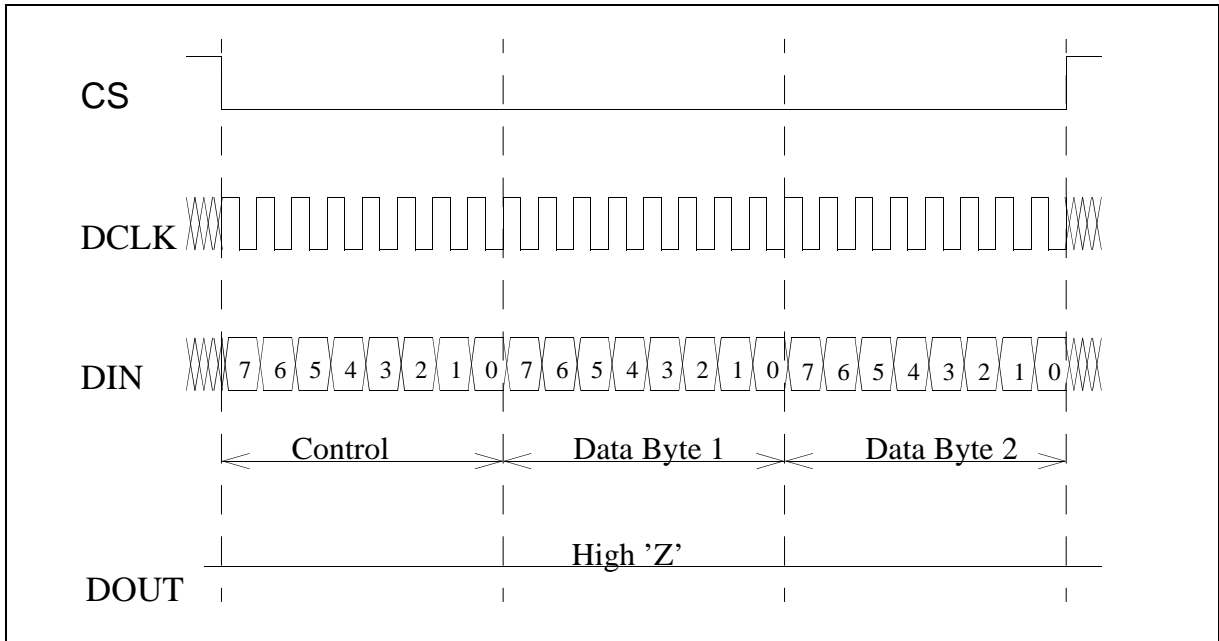 CS
DCLK
DIN 7 6 5 4 3 2 1 0 7 6 5 4 3 2 1 0 7 6 5 4 3 2 1 0
Control Data Byte 1 Data Byte 2
High ’Z’
DOUT